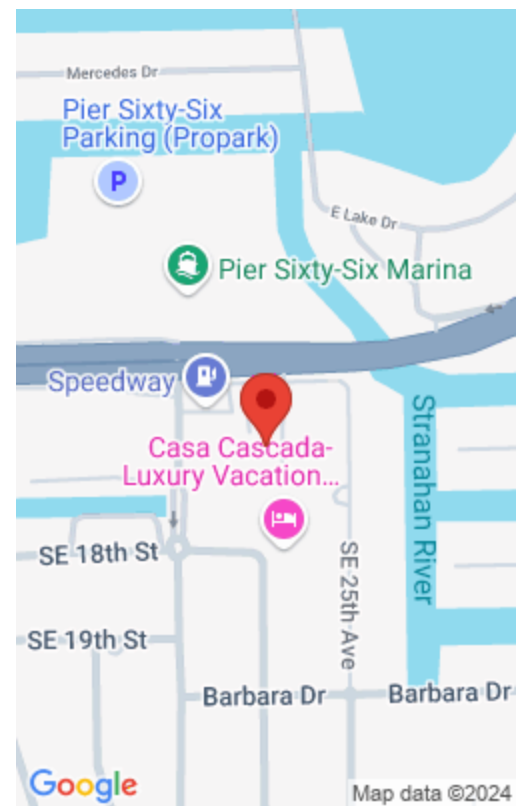 Mercedes Dr
Pier Sixty-Six
Parking (Propark)
P
E Lake Dr
Pier Sixty-Six Marina
Speedway
Casa Cascada-
Luxury Vacation...
Stranahan River
SE 18th St
SE 25th Ave
SE 19th St
Barbara Dr
Barbara Dr
Google
Map data ©2024